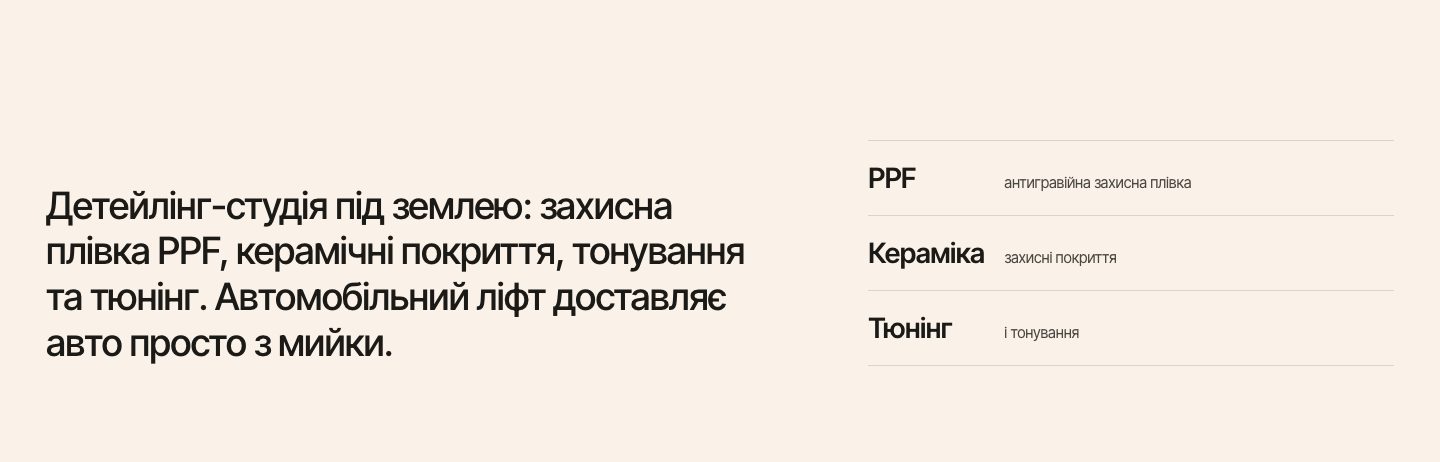 Детейлінг-студія під землею: захисна
плівка PPF, керамічні покриття, тонування
та тюнінг. Автомобільний ліфт доставляє
авто просто з мийки.
PPF антигравійна захисна плівка
Кераміка захисні покриття
Тюнінг і тонування